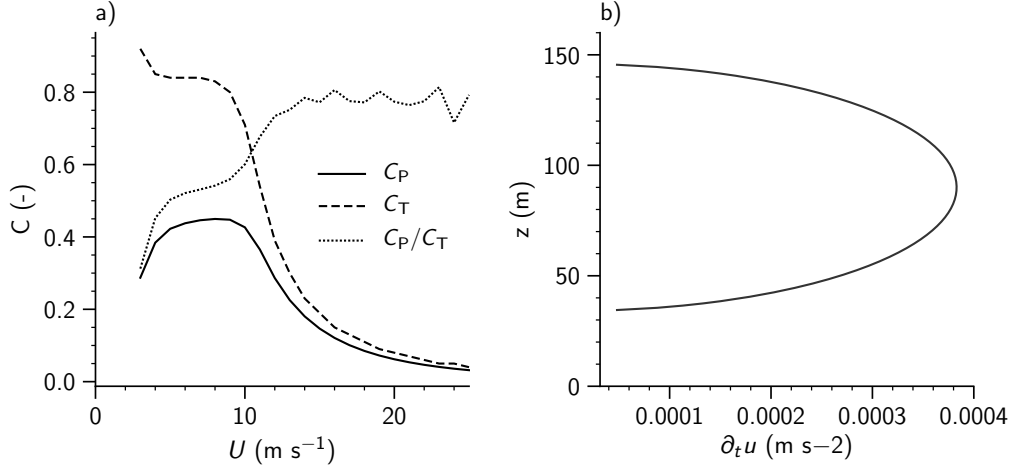 a)
C (-)
0.8
0.6
0.4
0.2
0.0
0
10
20
U (m s⁻¹)
C_P
C_T
C_P/C_T
b)
z (m)
150
100
50
0
0.0001
0.0002
0.0003
0.0004
∂ₜu (m s−2)